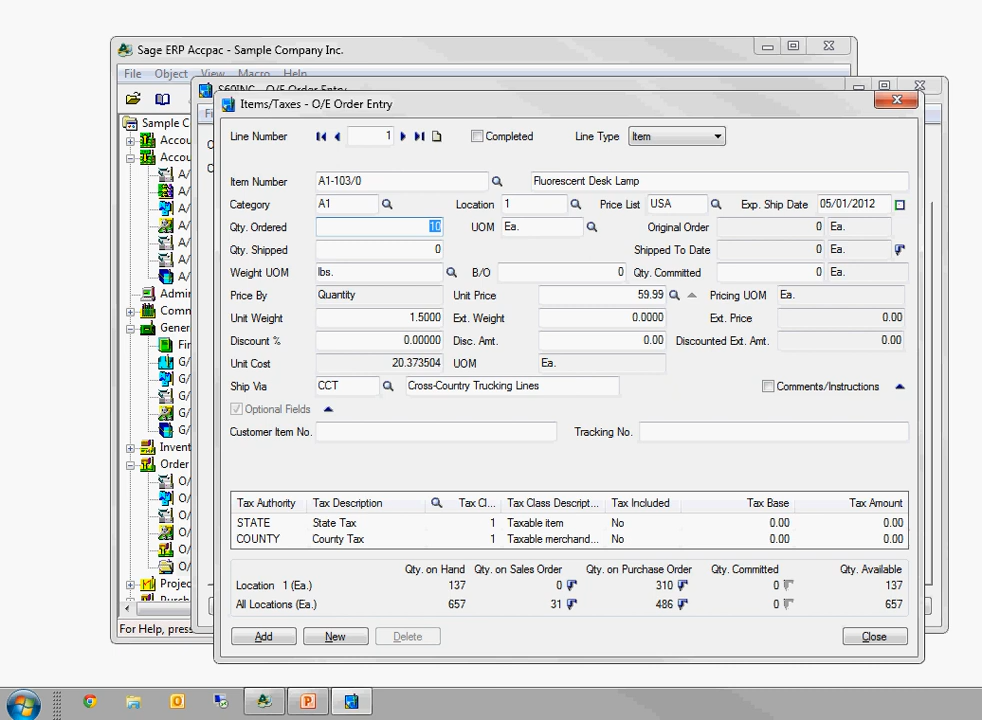 Sage ERP Accpac - Sample Company Inc.
File Object View Macro Help
Items/Taxes - O/E Order Entry
Sample C
Accou
Accou
A/
A/
A/
A/
A/
A/
A/
Admir
Comm
Gener
Fir
G/
G/
G/
G/
G/
Invent
Order
O/
O/
O/
O/
O/
O/
Projec
For Help, press
Line Number 1 Completed Line Type Item
Item Number A1-103/0 Fluorescent Desk Lamp
Category A1 Location 1 Price List USA Exp. Ship Date 05/01/2012
Qty. Ordered 10 UOM Ea. Original Order 0 Ea.
Qty. Shipped 0 Shipped To Date 0 Ea.
Weight UOM lbs. B/O 0 Qty. Committed 0 Ea.
Price By Quantity Unit Price 59.99 Pricing UOM Ea.
Unit Weight 1.5000 Ext. Weight 0.0000 Ext. Price 0.00
Discount % 0.00000 Disc. Amt. 0.00 Discounted Ext. Amt. 0.00
Unit Cost 20.373504 UOM Ea.
Ship Via CCT Cross-Country Trucking Lines Comments/Instructions
Optional Fields
Customer Item No. Tracking No.
Tax Authority Tax Description Tax Cl... Tax Class Descript... Tax Included Tax Base Tax Amount
STATE State Tax 1 Taxable item No 0.00 0.00
COUNTY County Tax 1 Taxable merchand... No 0.00 0.00
Qty. on Hand Qty. on Sales Order Qty. on Purchase Order Qty. Committed Qty. Available
Location 1 (Ea.) 137 0 310 0 137
All Locations (Ea.) 657 31 486 0 657
Add New Delete Close